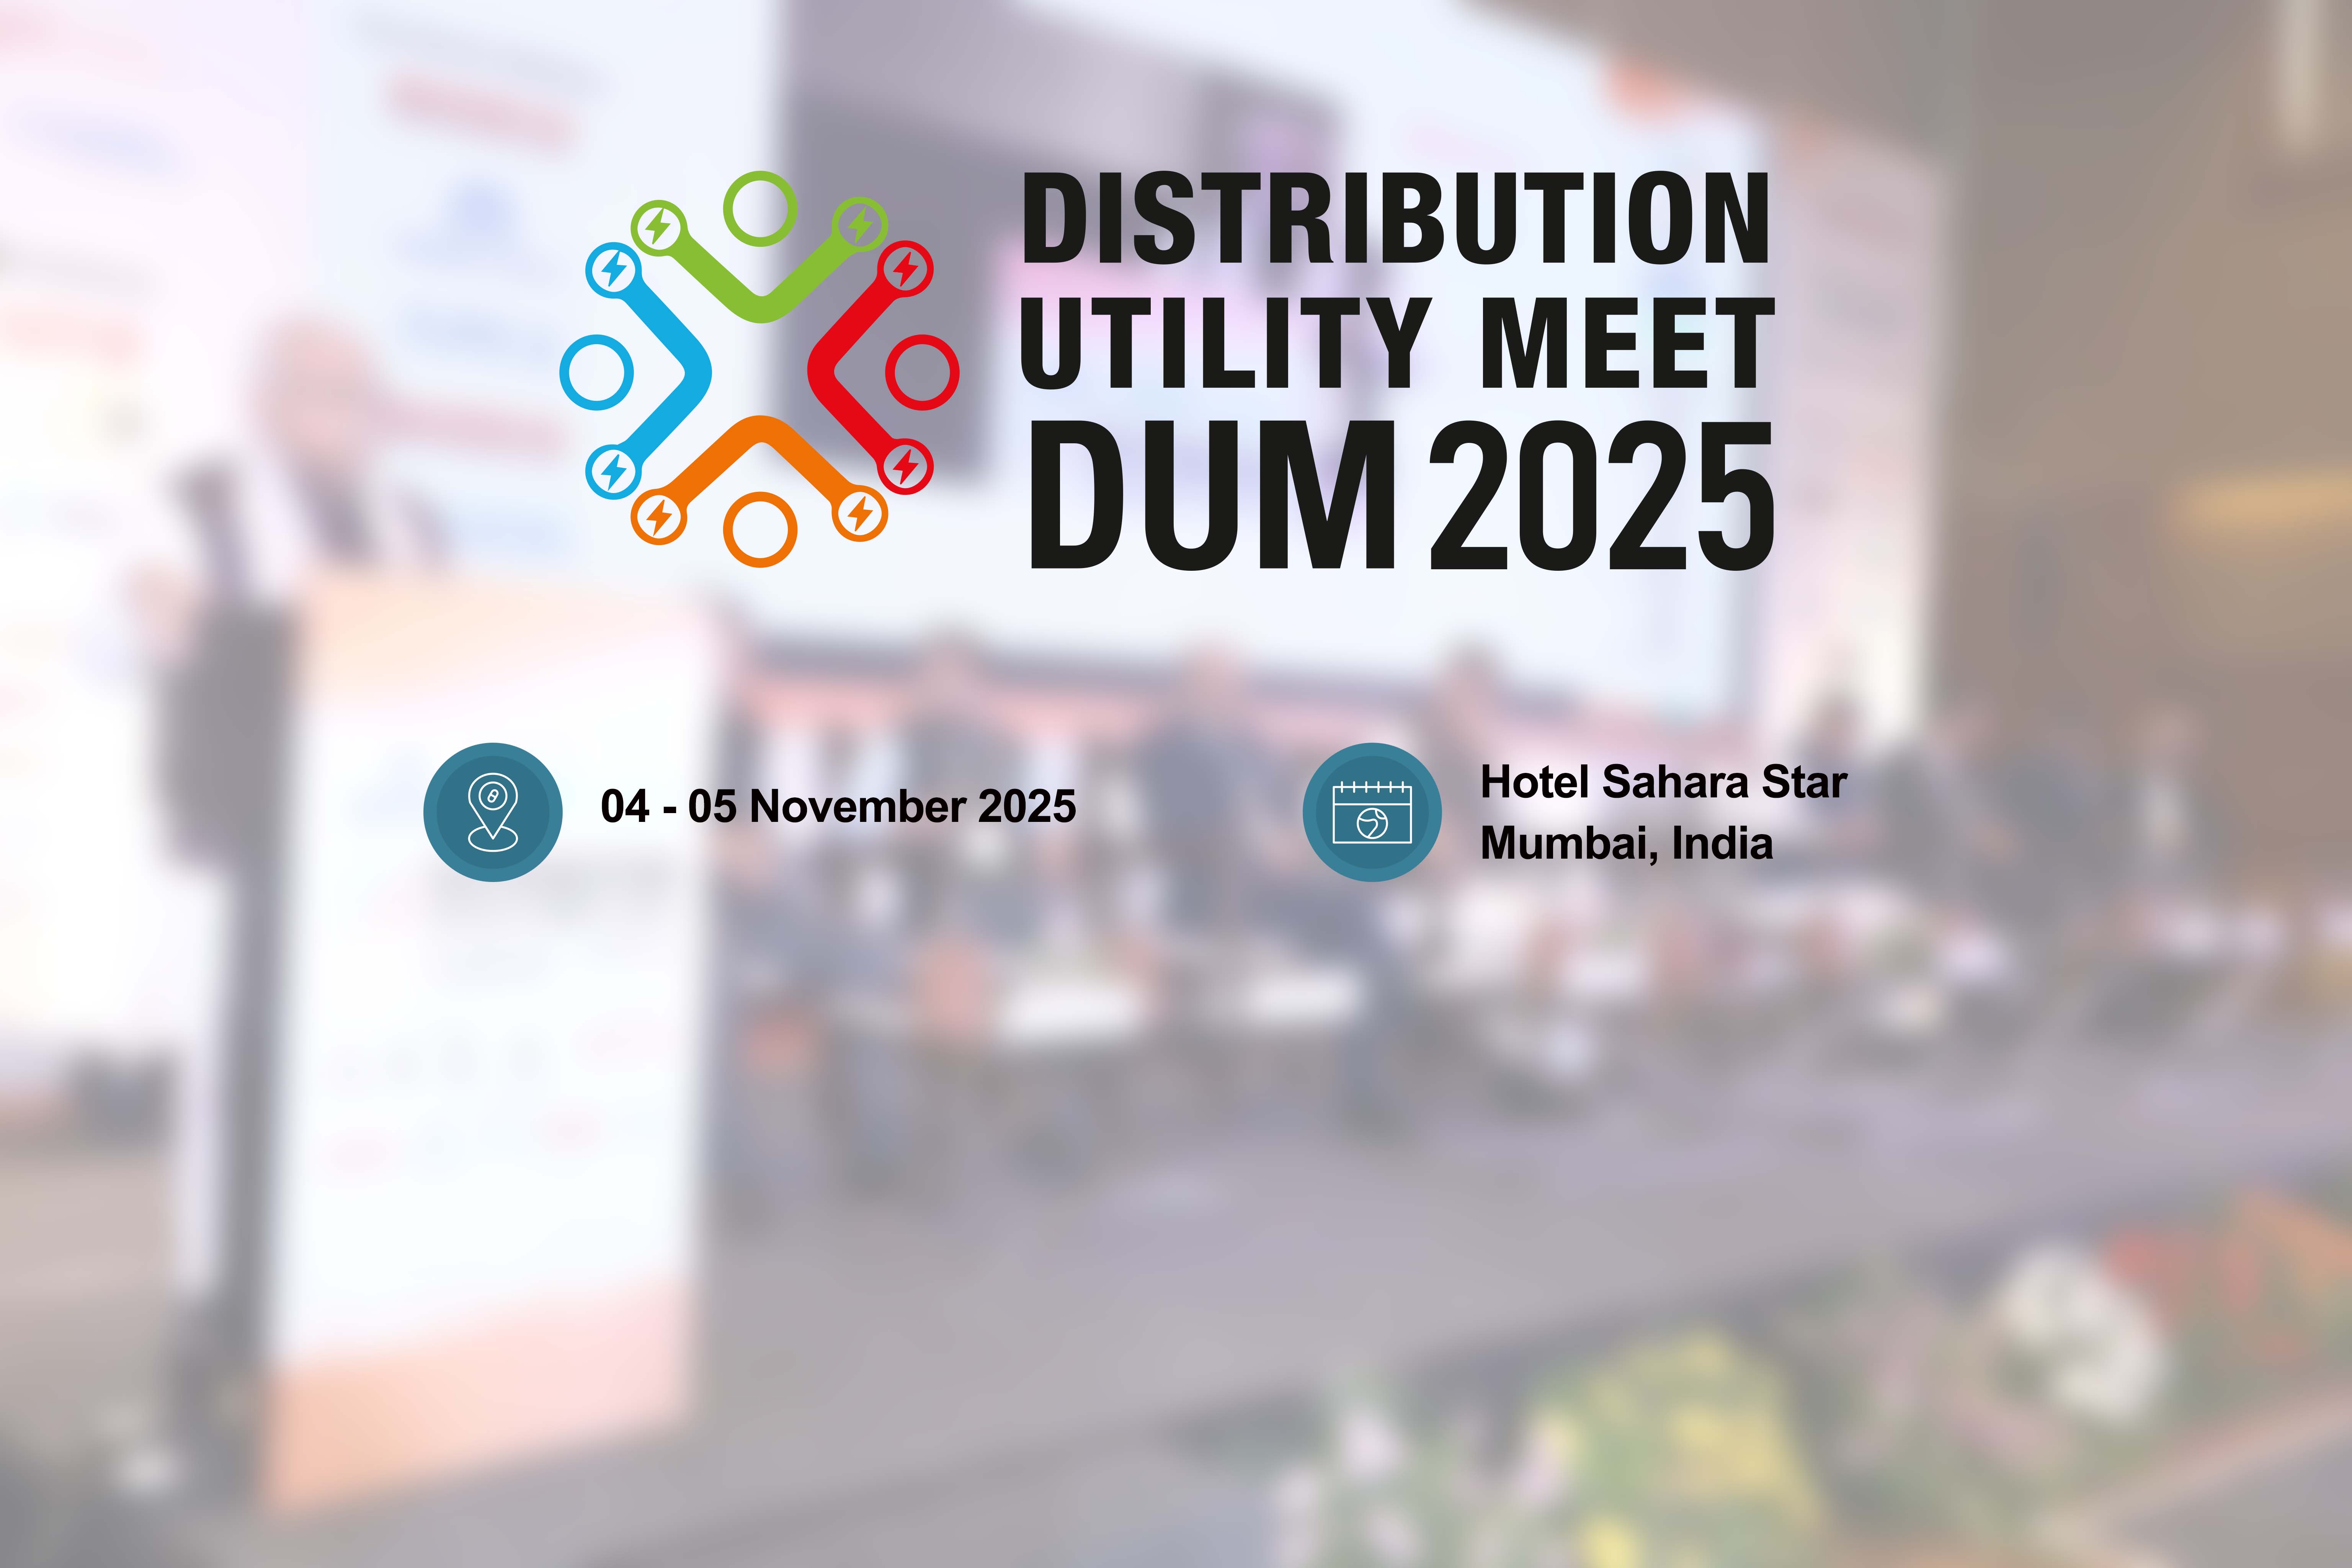 DISTRIBUTION
UTILITY MEET
DUM 2025
04 - 05 November 2025
Hotel Sahara Star
Mumbai, India